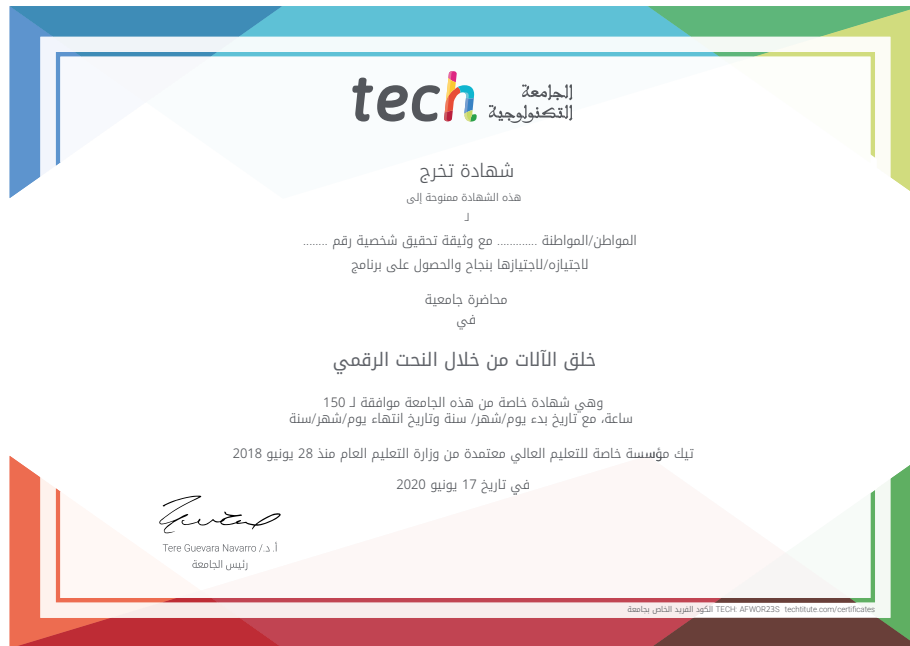 tech الجامعة
التكنولوجية
شهادة تخرج
هذه الشهادة ممنوحة إلى
لـ
المواطن/المواطنة ............ مع وثيقة تحقيق شخصية رقم ........
لاجتيازه/لاجتيازها بنجاح والحصول على برنامج
محاضرة جامعية
في
خلق الآلات من خلال النحت الرقمي
وهي شهادة خاصة من هذه الجامعة موافقة لـ 150
ساعة، مع تاريخ بدء يوم/شهر/ سنة وتاريخ انتهاء يوم/شهر/سنة
تيك مؤسسة خاصة للتعليم العالي معتمدة من وزارة التعليم العام منذ 28 يونيو 2018
في تاريخ 17 يونيو 2020
أ. د./ Tere Guevara Navarro
رئيس الجامعة
الكود الفريد الخاص بجامعة TECH: AFWOR23S techtitute.com/certificates